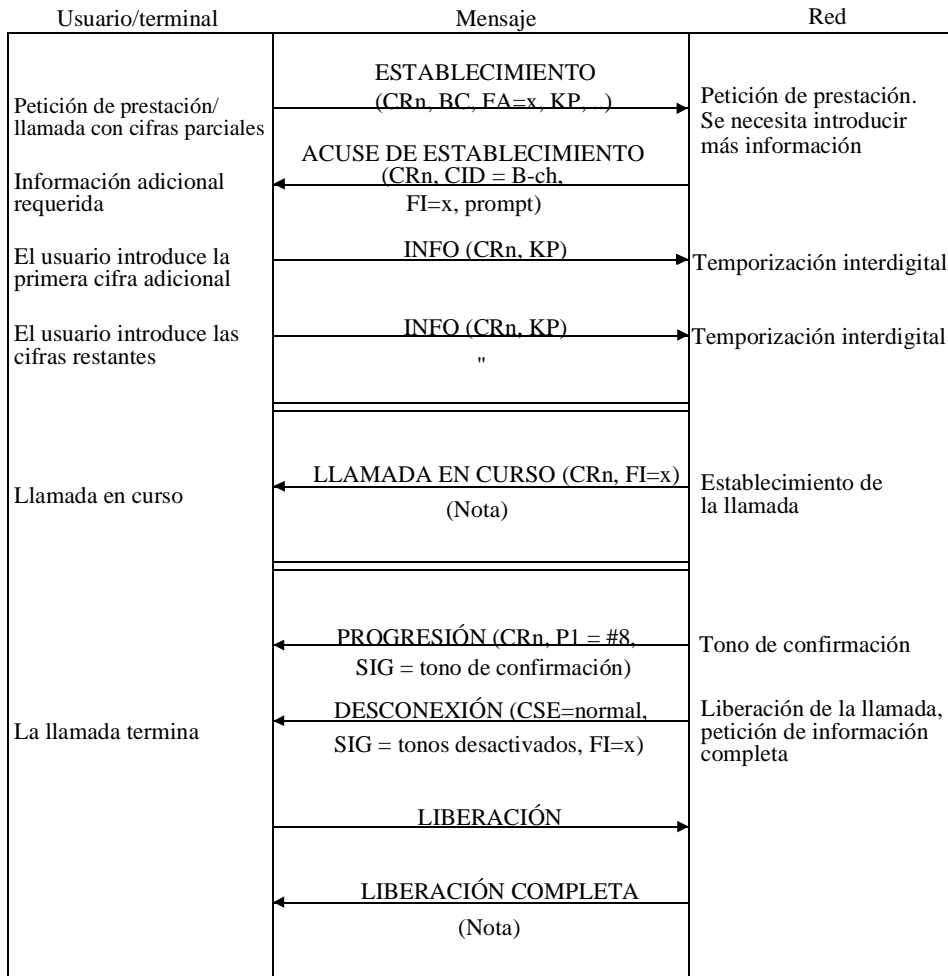 Usuario/terminal Mensaje Red
ESTABLECIMIENTO
(CRn, BC, FA=x, KP, ..)
Petición de prestación/
llamada con cifras parciales
Petición de prestación.
Se necesita introducir
más información
ACUSE DE ESTABLECIMIENTO
(CRn, CID = B-ch,
FI=x, prompt)
Información adicional
requerida
El usuario introduce la
primera cifra adicional
INFO (CRn, KP)
Temporización interdigital
El usuario introduce las
cifras restantes
INFO (CRn, KP)
"
Temporización interdigital
LLAMADA EN CURSO (CRn, FI=x)
(Nota)
Llamada en curso
Establecimiento de
la llamada
PROGRESIÓN (CRn, P1 = #8,
SIG = tono de confirmación)
Tono de confirmación
DESCONEXIÓN (CSE=normal,
SIG = tonos desactivados, FI=x)
La llamada termina
Liberación de la llamada,
petición de información
completa
LIBERACIÓN
LIBERACIÓN COMPLETA
(Nota)